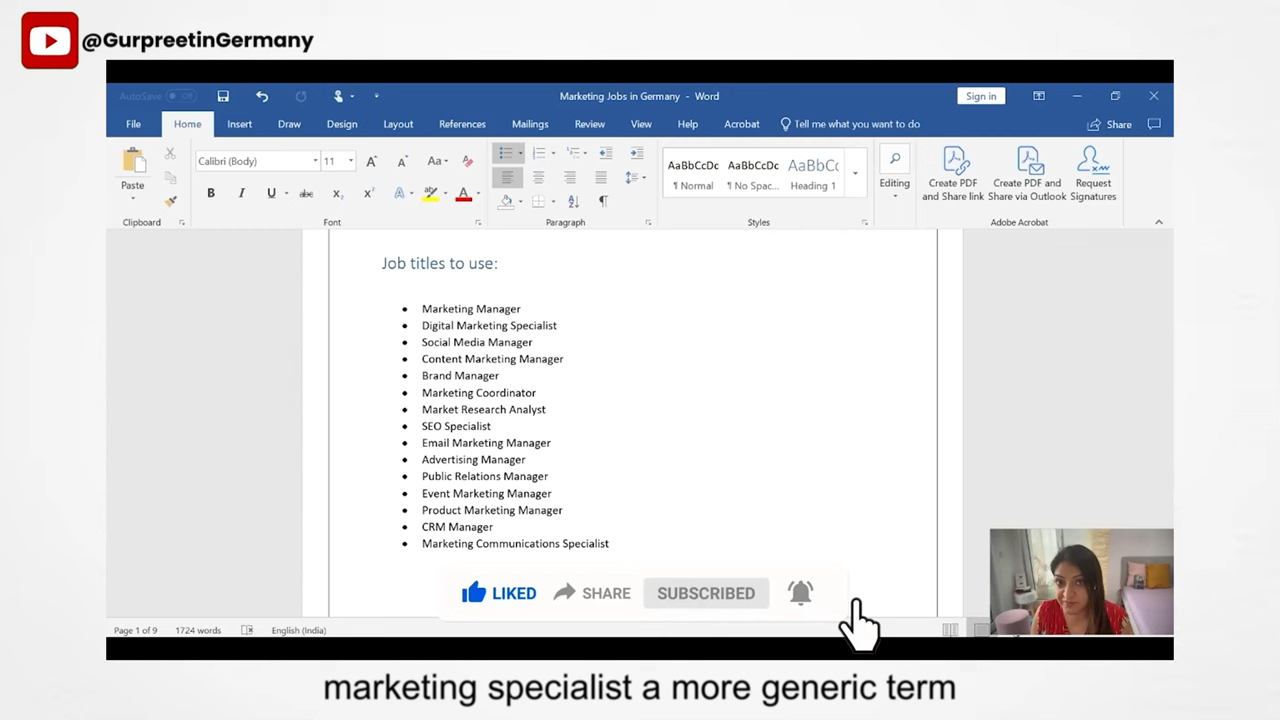 @GurpreetinGermany
AutoSave Off
Marketing Jobs in Germany - Word
Sign in
File Home Insert Draw Design Layout References Mailings Review View Help Acrobat Tell me what you want to do Share
Paste
Calibri (Body) 11
Aa
B I U abc x₂ x² A A
AaBbCcDc AaBbCcDc AaBbCc
¶ Normal ¶ No Spac... Heading 1
Editing
Create PDF and Share link
Create PDF and Share via Outlook
Request Signatures
Clipboard Font Paragraph Styles Adobe Acrobat
Job titles to use:
• Marketing Manager
• Digital Marketing Specialist
• Social Media Manager
• Content Marketing Manager
• Brand Manager
• Marketing Coordinator
• Market Research Analyst
• SEO Specialist
• Email Marketing Manager
• Advertising Manager
• Public Relations Manager
• Event Marketing Manager
• Product Marketing Manager
• CRM Manager
• Marketing Communications Specialist
LIKED SHARE SUBSCRIBED
Page 1 of 9 1724 words English (India)
marketing specialist a more generic term